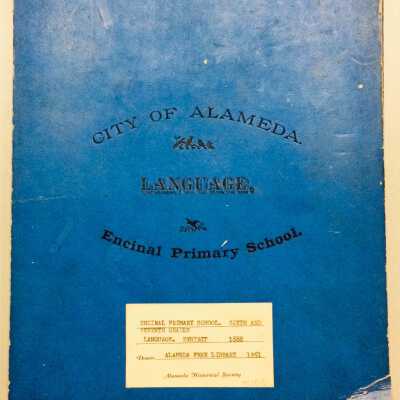 CITY OF ALAMEDA.
LANGUAGE.
Encinal Primary School.
ENCINAL PRIMARY SCHOOL. SIXTH AND
SEVENTH GRADES
LANGUAGE. EXHIBIT 1888
Donor: ALAMEDA FREE LIBRARY 1951
Alameda Historical Society